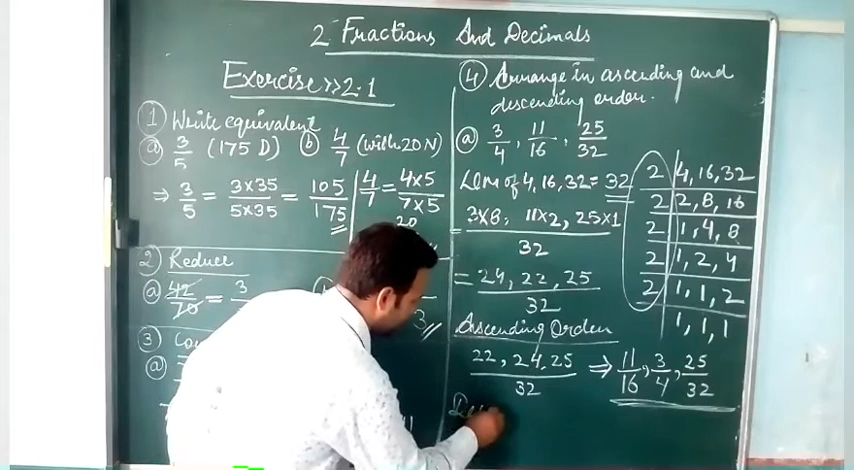 2 Fractions And Decimals
Exercise >> 2.1
① Write equivalent
ⓐ 3/5 (175 D) ⓑ 4/7 (with 20 N)
⇒ 3/5 = 3×35/5×35 = 105/175
4/7 = 4×5/7×5
20
② Reduce
ⓐ 42/70 = 3
3
③
ⓐ
④ Arrange in ascending and
descending order.
ⓐ 3/4, 11/16, 25/32
LCM of 4, 16, 32 = 32
= 3×8, 11×2, 25×1 / 32
= 24, 22, 25 / 32
2 | 4, 16, 32
2 | 2, 8, 16
2 | 1, 4, 8
2 | 1, 2, 4
2 | 1, 1, 2
1, 1, 1
Ascending Order
22, 24, 25 / 32 ⇒ 11/16, 3/4, 25/32